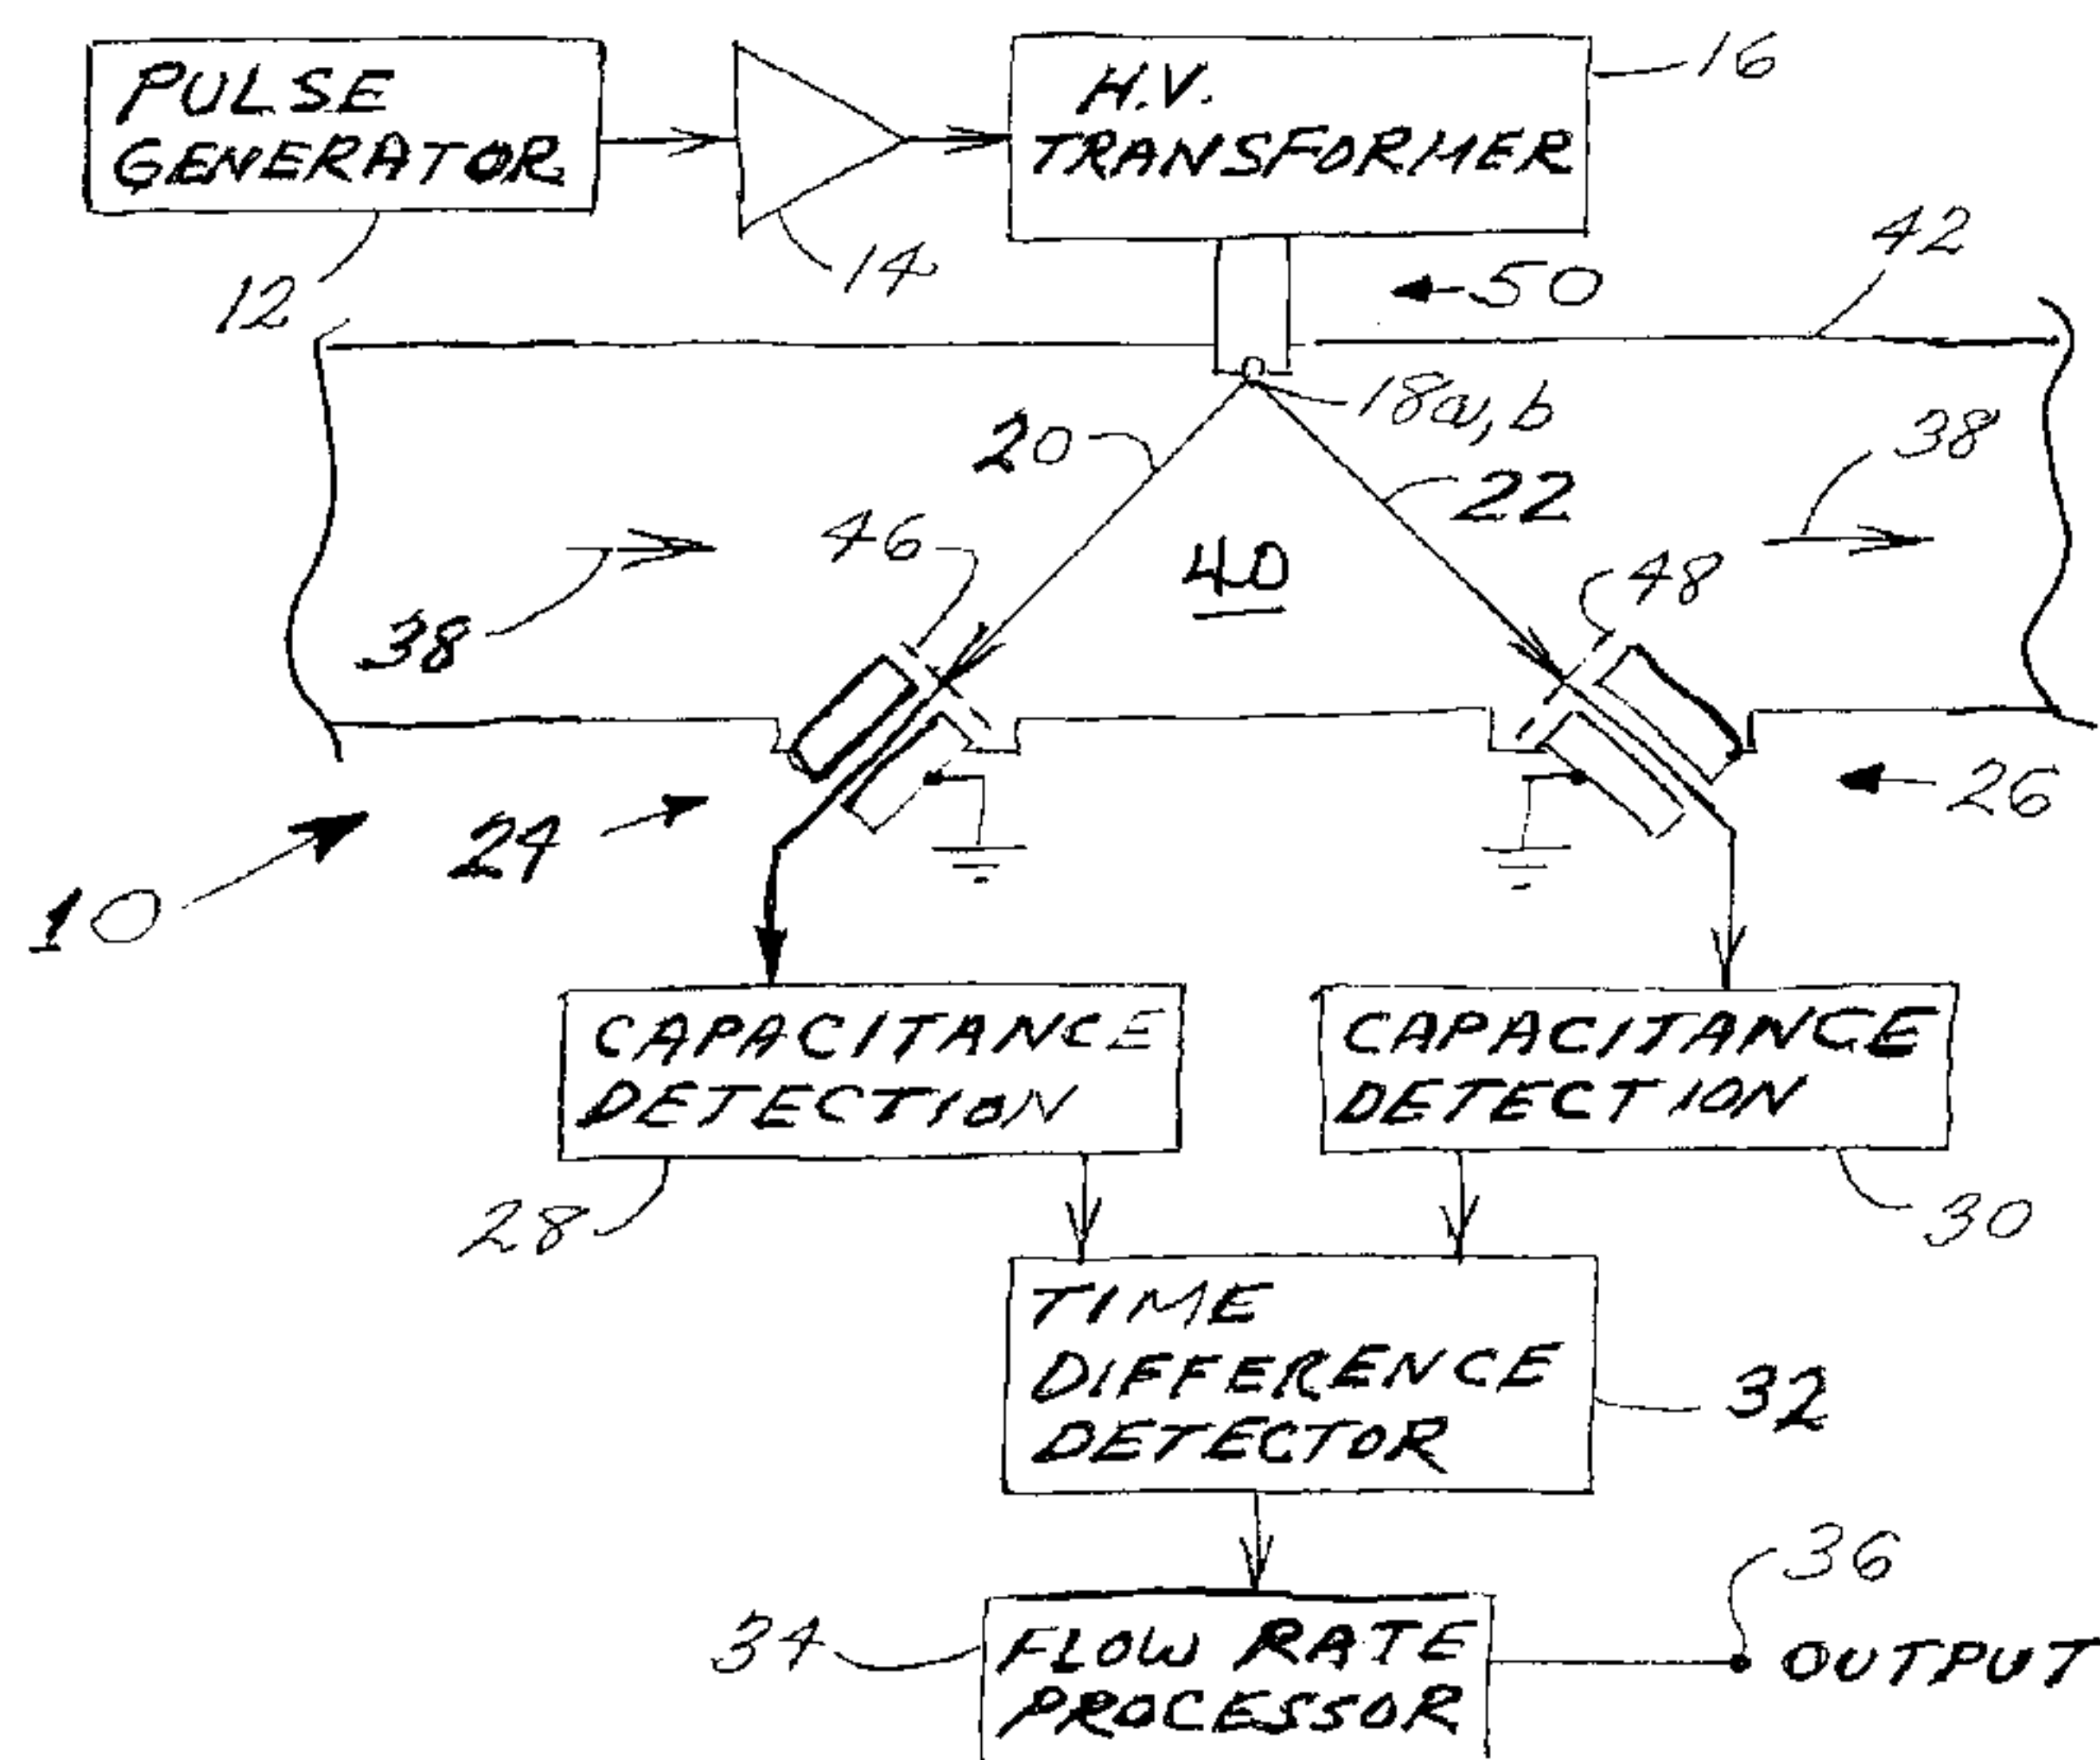 PULSE
GENERATOR
H.V.
TRANSFORMER
16
12
14
50
42
18a, b
20
22
38
46
40
48
38
24
26
10
CAPACITANCE
DETECTION
CAPACITANCE
DETECTION
28
30
TIME
DIFFERENCE
DETECTOR
32
34
FLOW RATE
PROCESSOR
36
OUTPUT